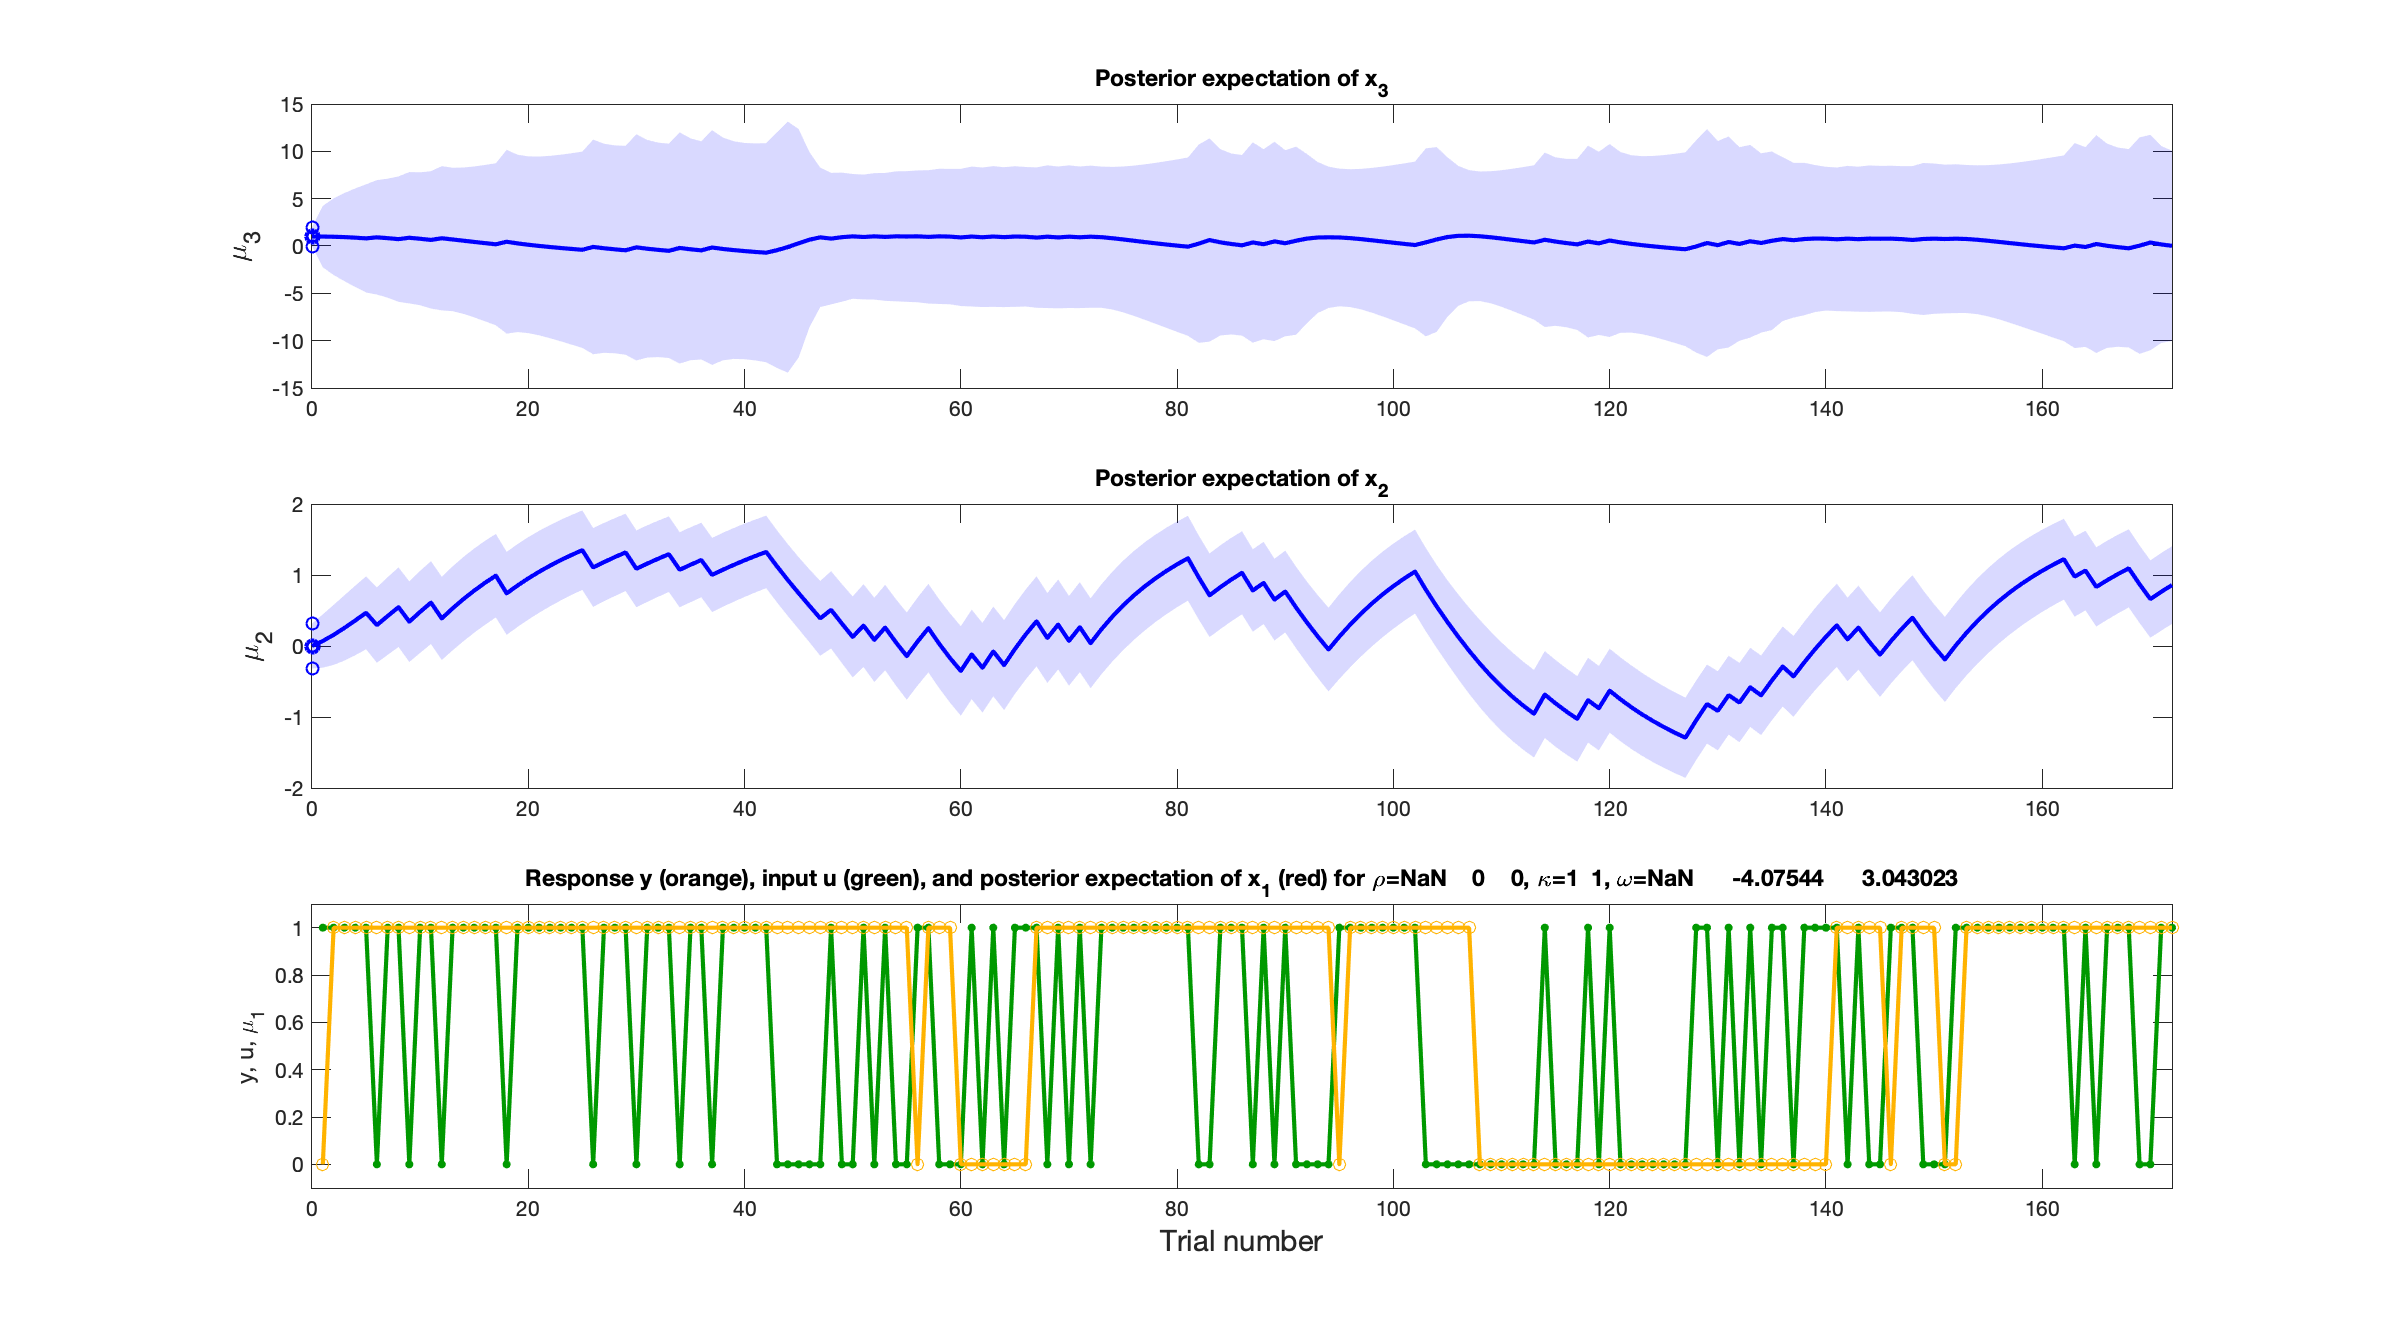 Posterior expectation of x3
15
10
5
0
-5
-10
-15
μ3
0 20 40 60 80 100 120 140 160
Posterior expectation of x2
2
1
0
-1
-2
μ2
0 20 40 60 80 100 120 140 160
Response y (orange), input u (green), and posterior expectation of x1 (red) for ρ=NaN 0 0, κ=1 1, ω=NaN -4.07544 3.043023
1
0.8
0.6
0.4
0.2
0
y, u, μ1
0 20 40 60 80 100 120 140 160
Trial number